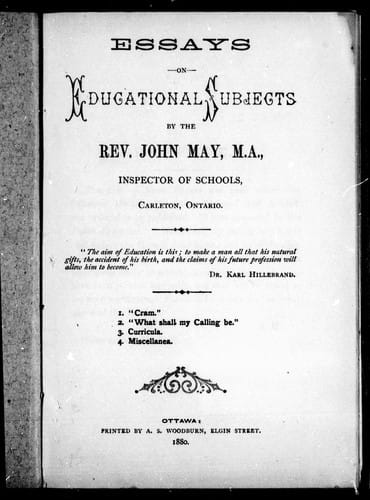 ESSAYS
—ON—
EDUCATIONAL SUBJECTS
BY THE
REV. JOHN MAY, M.A.,
INSPECTOR OF SCHOOLS,
CARLETON, ONTARIO.
"The aim of Education is this; to make a man all that his natural
gifts, the accident of his birth, and the claims of his future profession will
allow him to become."
DR. KARL HILLEBRAND.
1. "Cram."
2. "What shall my Calling be."
3. Curricula.
4. Miscellanea.
OTTAWA:
PRINTED BY A. S. WOODBURN, ELGIN STREET.
1880.